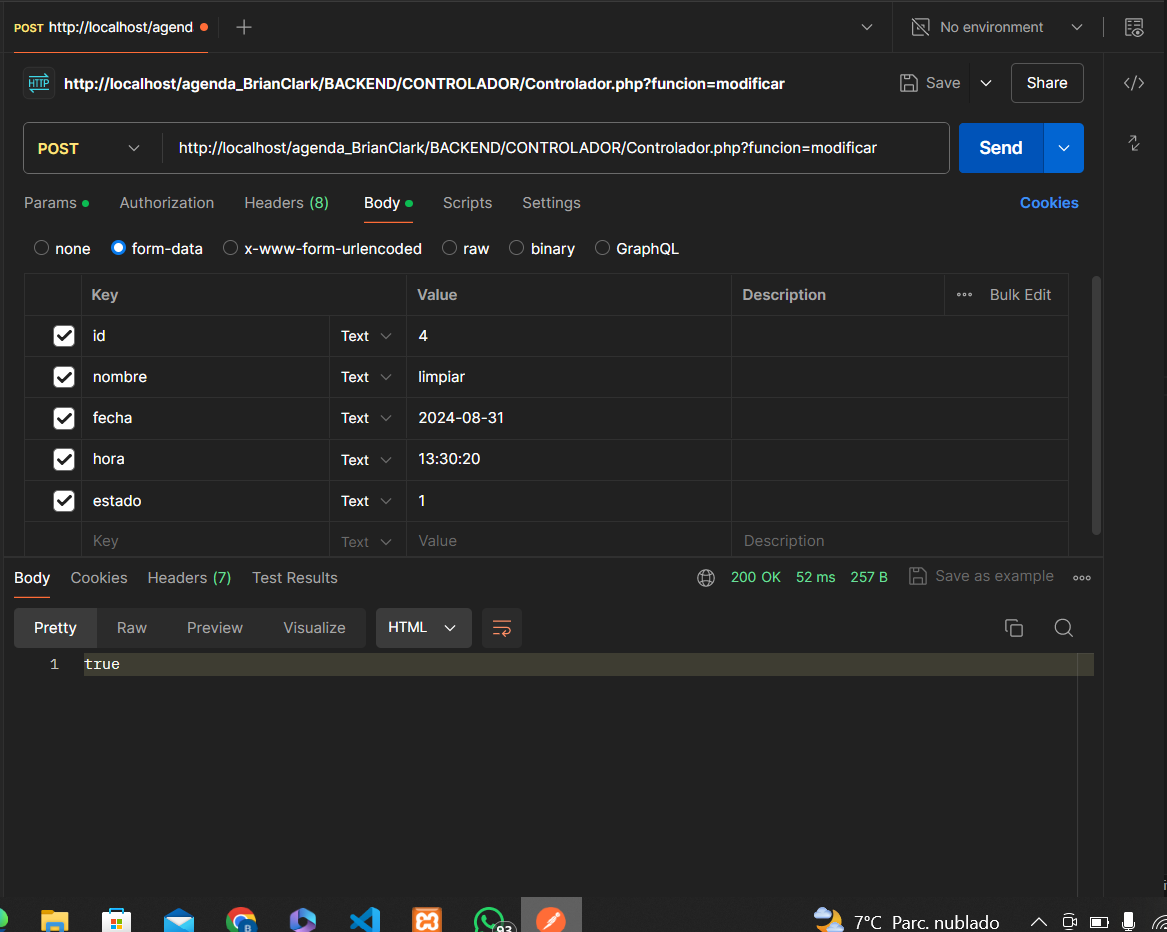 POST http://localhost/agend
No environment
HTTP http://localhost/agenda_BrianClark/BACKEND/CONTROLADOR/Controlador.php?funcion=modificar
Save
Share
POST
http://localhost/agenda_BrianClark/BACKEND/CONTROLADOR/Controlador.php?funcion=modificar
Send
Params
Authorization
Headers (8)
Body
Scripts
Settings
Cookies
none
form-data
x-www-form-urlencoded
raw
binary
GraphQL
Key Value Description ••• Bulk Edit
id Text 4
nombre Text limpiar
fecha Text 2024-08-31
hora Text 13:30:20
estado Text 1
Key Text Value Description
Body Cookies Headers (7) Test Results
200 OK 52 ms 257 B Save as example
Pretty Raw Preview Visualize HTML
1 true
B
93
7°C Parc. nublado